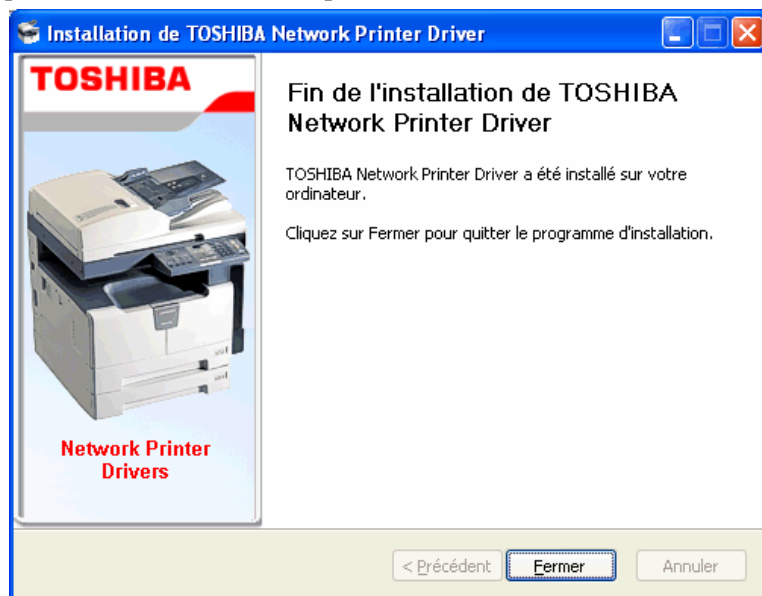 Installation de TOSHIBA Network Printer Driver
TOSHIBA
Fin de l'installation de TOSHIBA
Network Printer Driver
TOSHIBA Network Printer Driver a été installé sur votre
ordinateur.
Cliquez sur Fermer pour quitter le programme d'installation.
Network Printer
Drivers
< Précédent
Fermer
Annuler